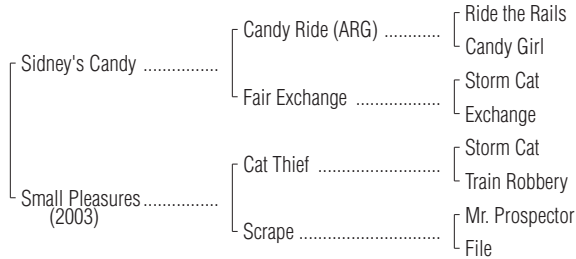 Ride the Rails
Candy Ride (ARG) ............
Candy Girl
Sidney's Candy ................
Storm Cat
Fair Exchange ..................
Exchange
Storm Cat
Cat Thief ..........................
Train Robbery
Small Pleasures ................
(2003)
Mr. Prospector
Scrape ..............................
File